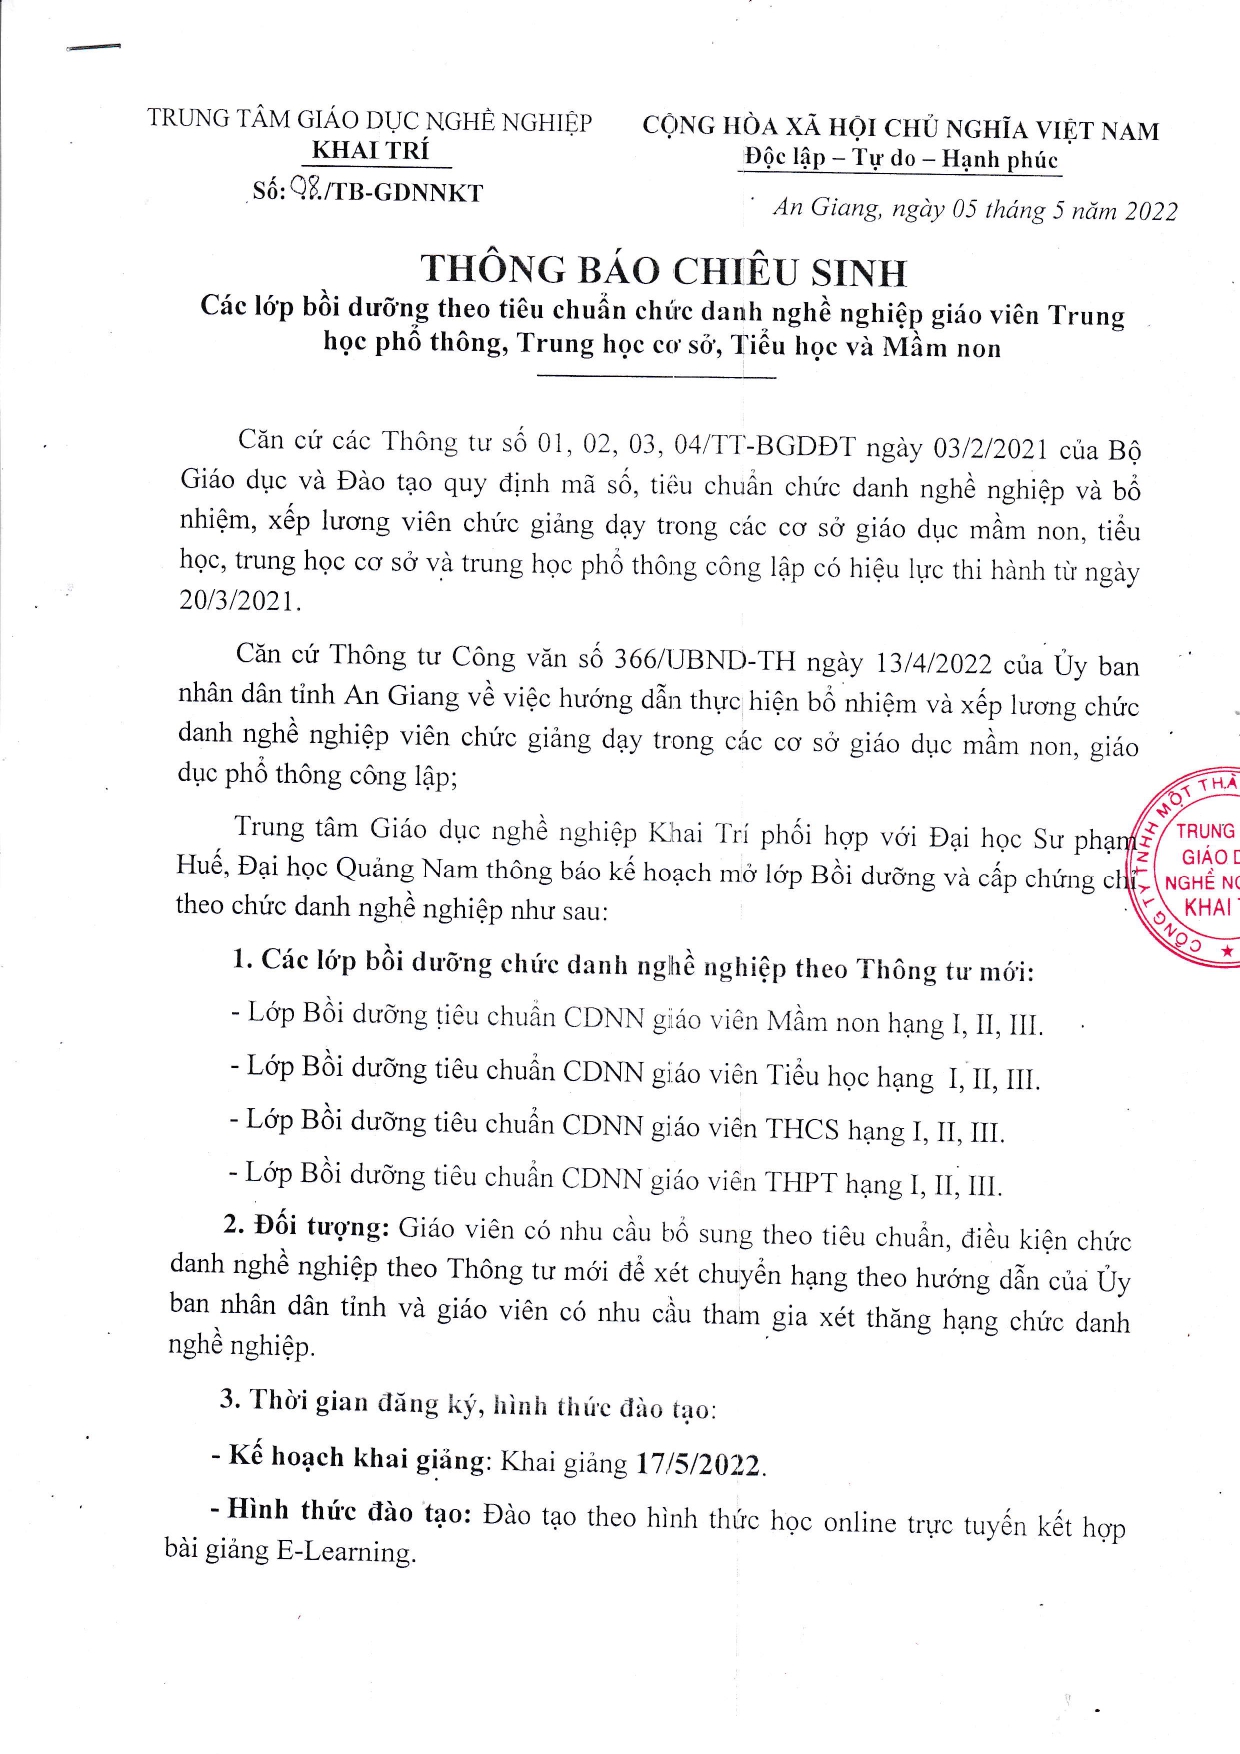 TRUNG TÂM GIÁO DỤC NGHỀ NGHIỆP
KHAI TRÍ
Số: 08./TB-GDNNKT
CỘNG HÒA XÃ HỘI CHỦ NGHĨA VIỆT NAM
Độc lập – Tự do – Hạnh phúc
An Giang, ngày 05 tháng 5 năm 2022
THÔNG BÁO CHIÊU SINH
Các lớp bồi dưỡng theo tiêu chuẩn chức danh nghề nghiệp giáo viên Trung
học phổ thông, Trung học cơ sở, Tiểu học và Mầm non
Căn cứ các Thông tư số 01, 02, 03, 04/TT-BGDĐT ngày 03/2/2021 của Bộ
Giáo dục và Đào tạo quy định mã số, tiêu chuẩn chức danh nghề nghiệp và bổ
nhiệm, xếp lương viên chức giảng dạy trong các cơ sở giáo dục mầm non, tiểu
học, trung học cơ sở và trung học phổ thông công lập có hiệu lực thi hành từ ngày
20/3/2021.
Căn cứ Thông tư Công văn số 366/UBND-TH ngày 13/4/2022 của Ủy ban
nhân dân tỉnh An Giang về việc hướng dẫn thực hiện bổ nhiệm và xếp lương chức
danh nghề nghiệp viên chức giảng dạy trong các cơ sở giáo dục mầm non, giáo
dục phổ thông công lập;
Trung tâm Giáo dục nghề nghiệp Khai Trí phối hợp với Đại học Sư phạm
Huế, Đại học Quảng Nam thông báo kế hoạch mở lớp Bồi dưỡng và cấp chứng chỉ
theo chức danh nghề nghiệp như sau:
CÔNG TY TNHH MỘT THÀ
TRUNG
GIÁO D
NGHỀ NG
KHAI T
1. Các lớp bồi dưỡng chức danh nghề nghiệp theo Thông tư mới:
- Lớp Bồi dưỡng tiêu chuẩn CDNN giáo viên Mầm non hạng I, II, III.
- Lớp Bồi dưỡng tiêu chuẩn CDNN giáo viên Tiểu học hạng I, II, III.
- Lớp Bồi dưỡng tiêu chuẩn CDNN giáo viên THCS hạng I, II, III.
- Lớp Bồi dưỡng tiêu chuẩn CDNN giáo viên THPT hạng I, II, III.
2. Đối tượng: Giáo viên có nhu cầu bổ sung theo tiêu chuẩn, điều kiện chức
danh nghề nghiệp theo Thông tư mới để xét chuyển hạng theo hướng dẫn của Ủy
ban nhân dân tỉnh và giáo viên có nhu cầu tham gia xét thăng hạng chức danh
nghề nghiệp.
3. Thời gian đăng ký, hình thức đào tạo:
- Kế hoạch khai giảng: Khai giảng 17/5/2022.
- Hình thức đào tạo: Đào tạo theo hình thức học online trực tuyến kết hợp
bài giảng E-Learning.